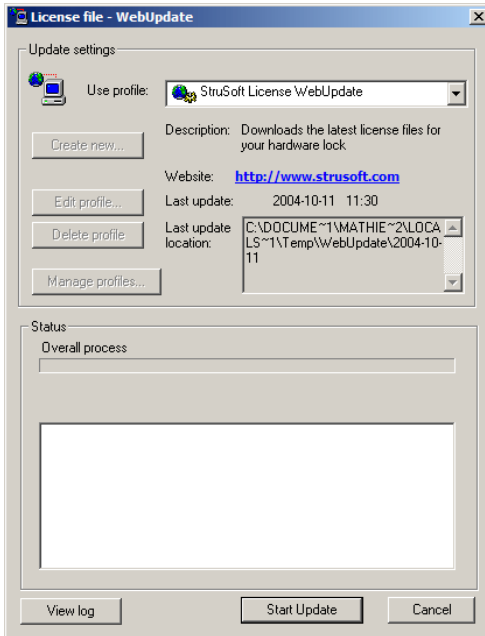 License file - WebUpdate
Update settings
Use profile: StruSoft License WebUpdate
Create new...
Description: Downloads the latest license files for
your hardware lock
Website: http://www.strusoft.com
Edit profile...
Last update: 2004-10-11 11:30
Delete profile
Last update
location:
C:\DOCUME~1\MATHIE~2\LOCA
LS~1\Temp\WebUpdate\2004-10-
11
Manage profiles...
Status
Overall process
View log
Start Update
Cancel